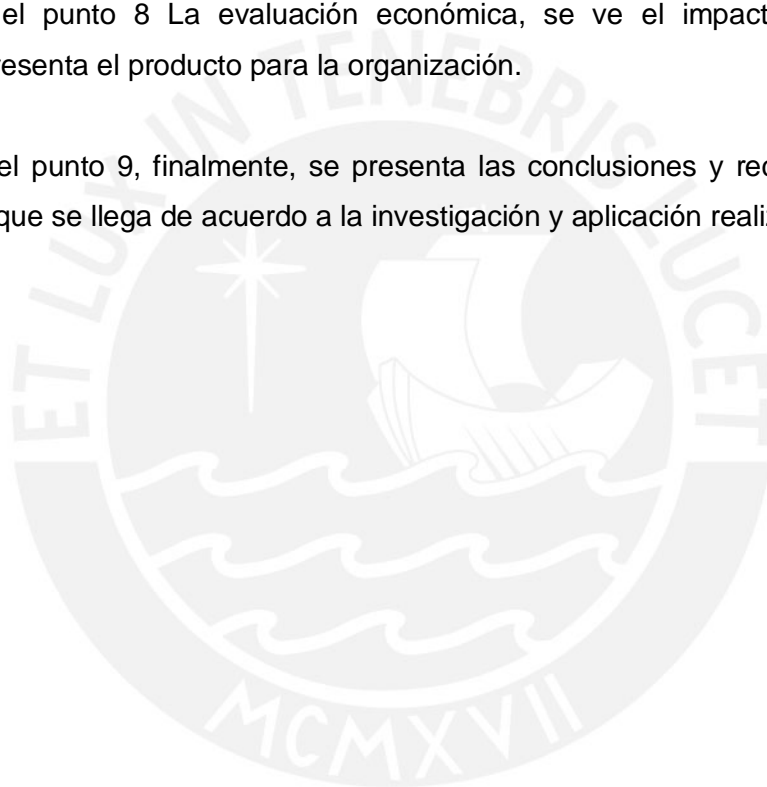 el punto 8 La evaluación económica, se ve el impact
resenta el producto para la organización.
el punto 9, finalmente, se presenta las conclusiones y rec
que se llega de acuerdo a la investigación y aplicación realiz
ET LUX IN TENEBRIS LUCET
MCMXVII